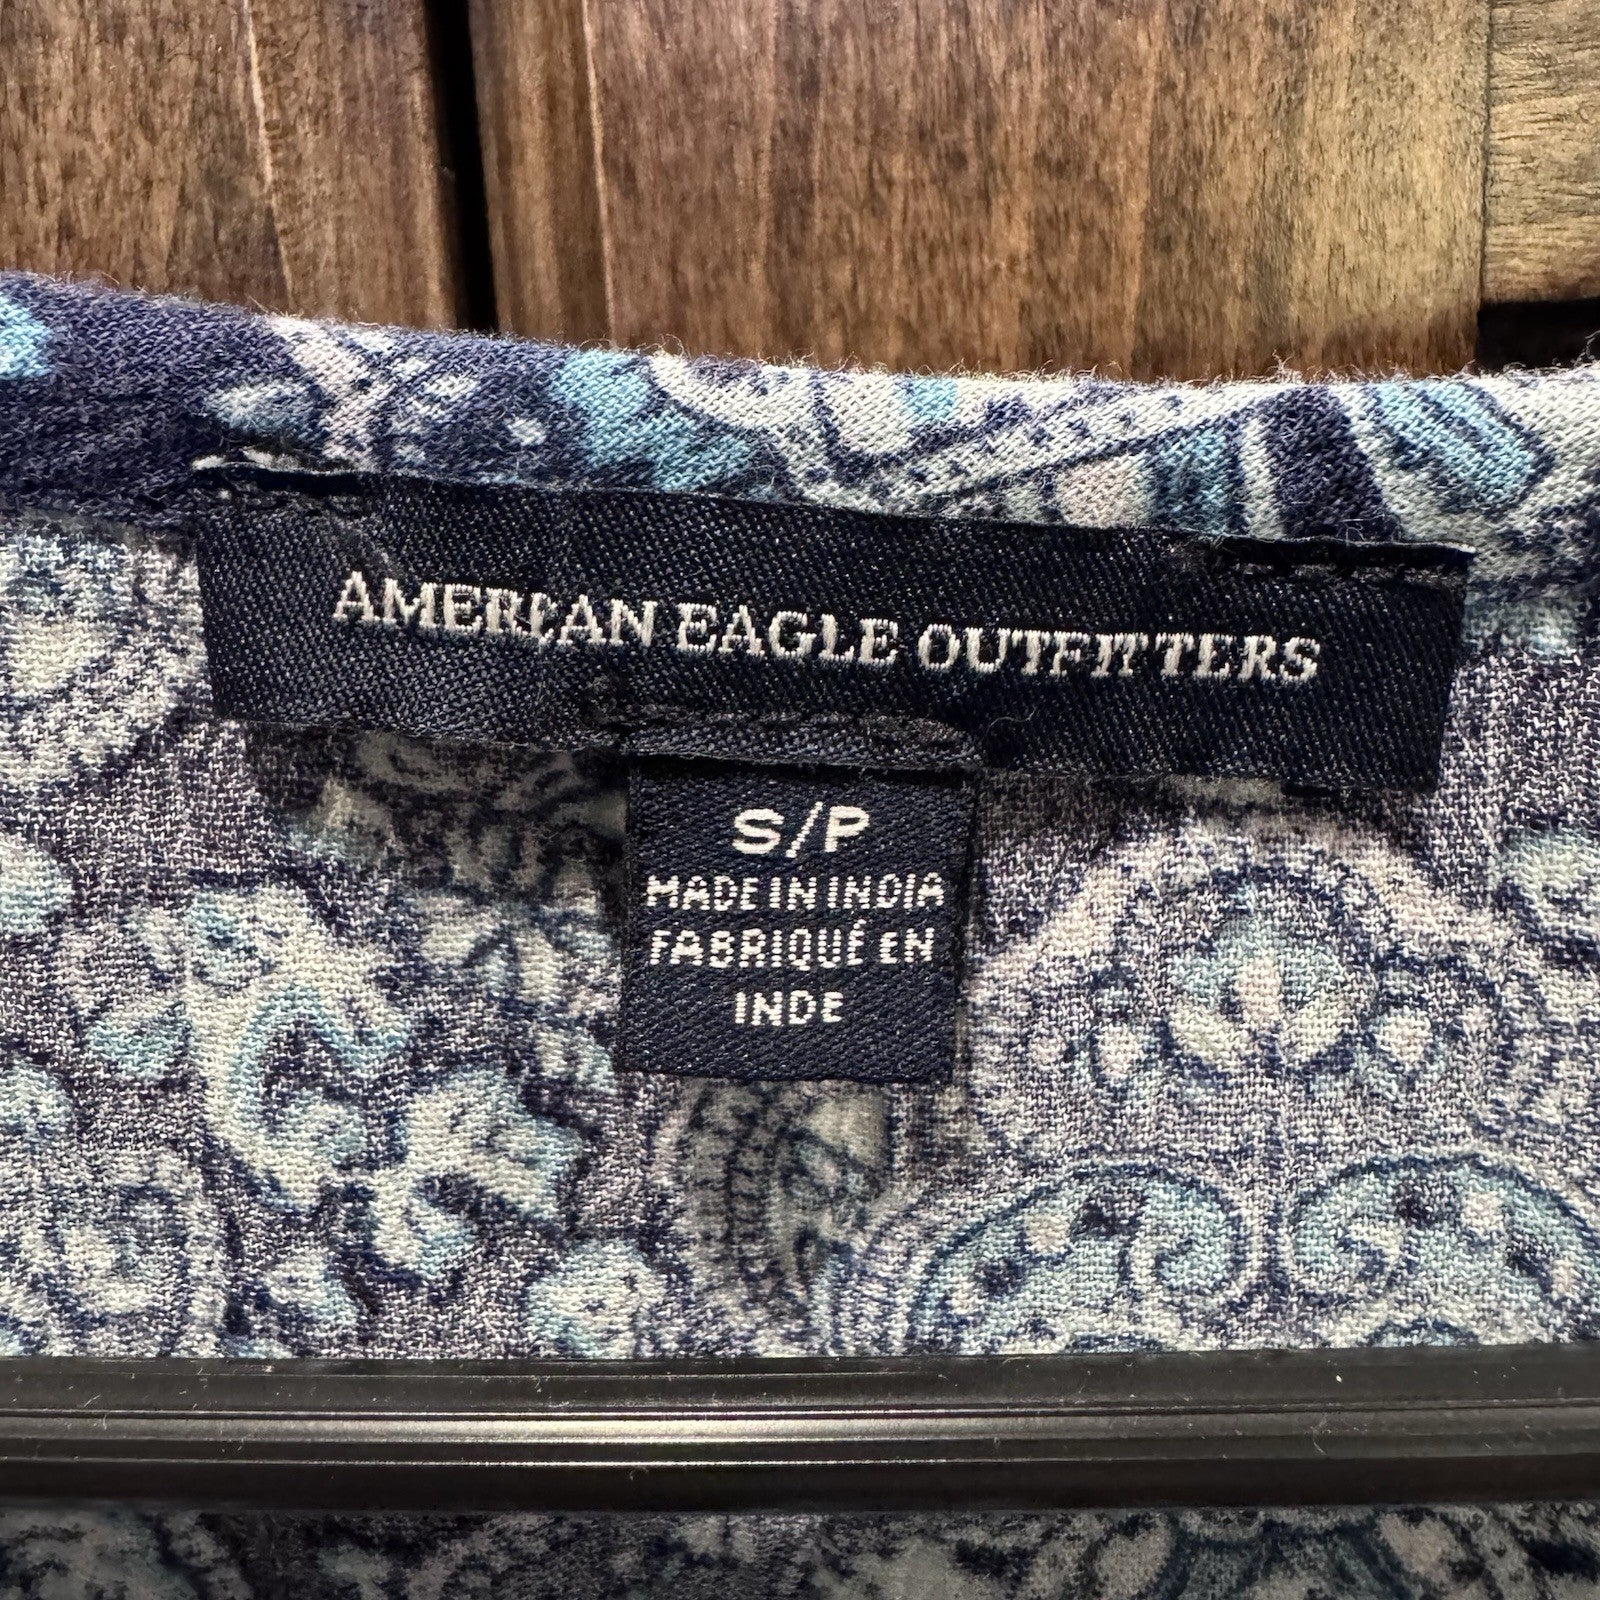 AMERICAN EAGLE OUTFITTERS
S/P
MADE IN INDIA
FABRIQUÉ EN
INDE